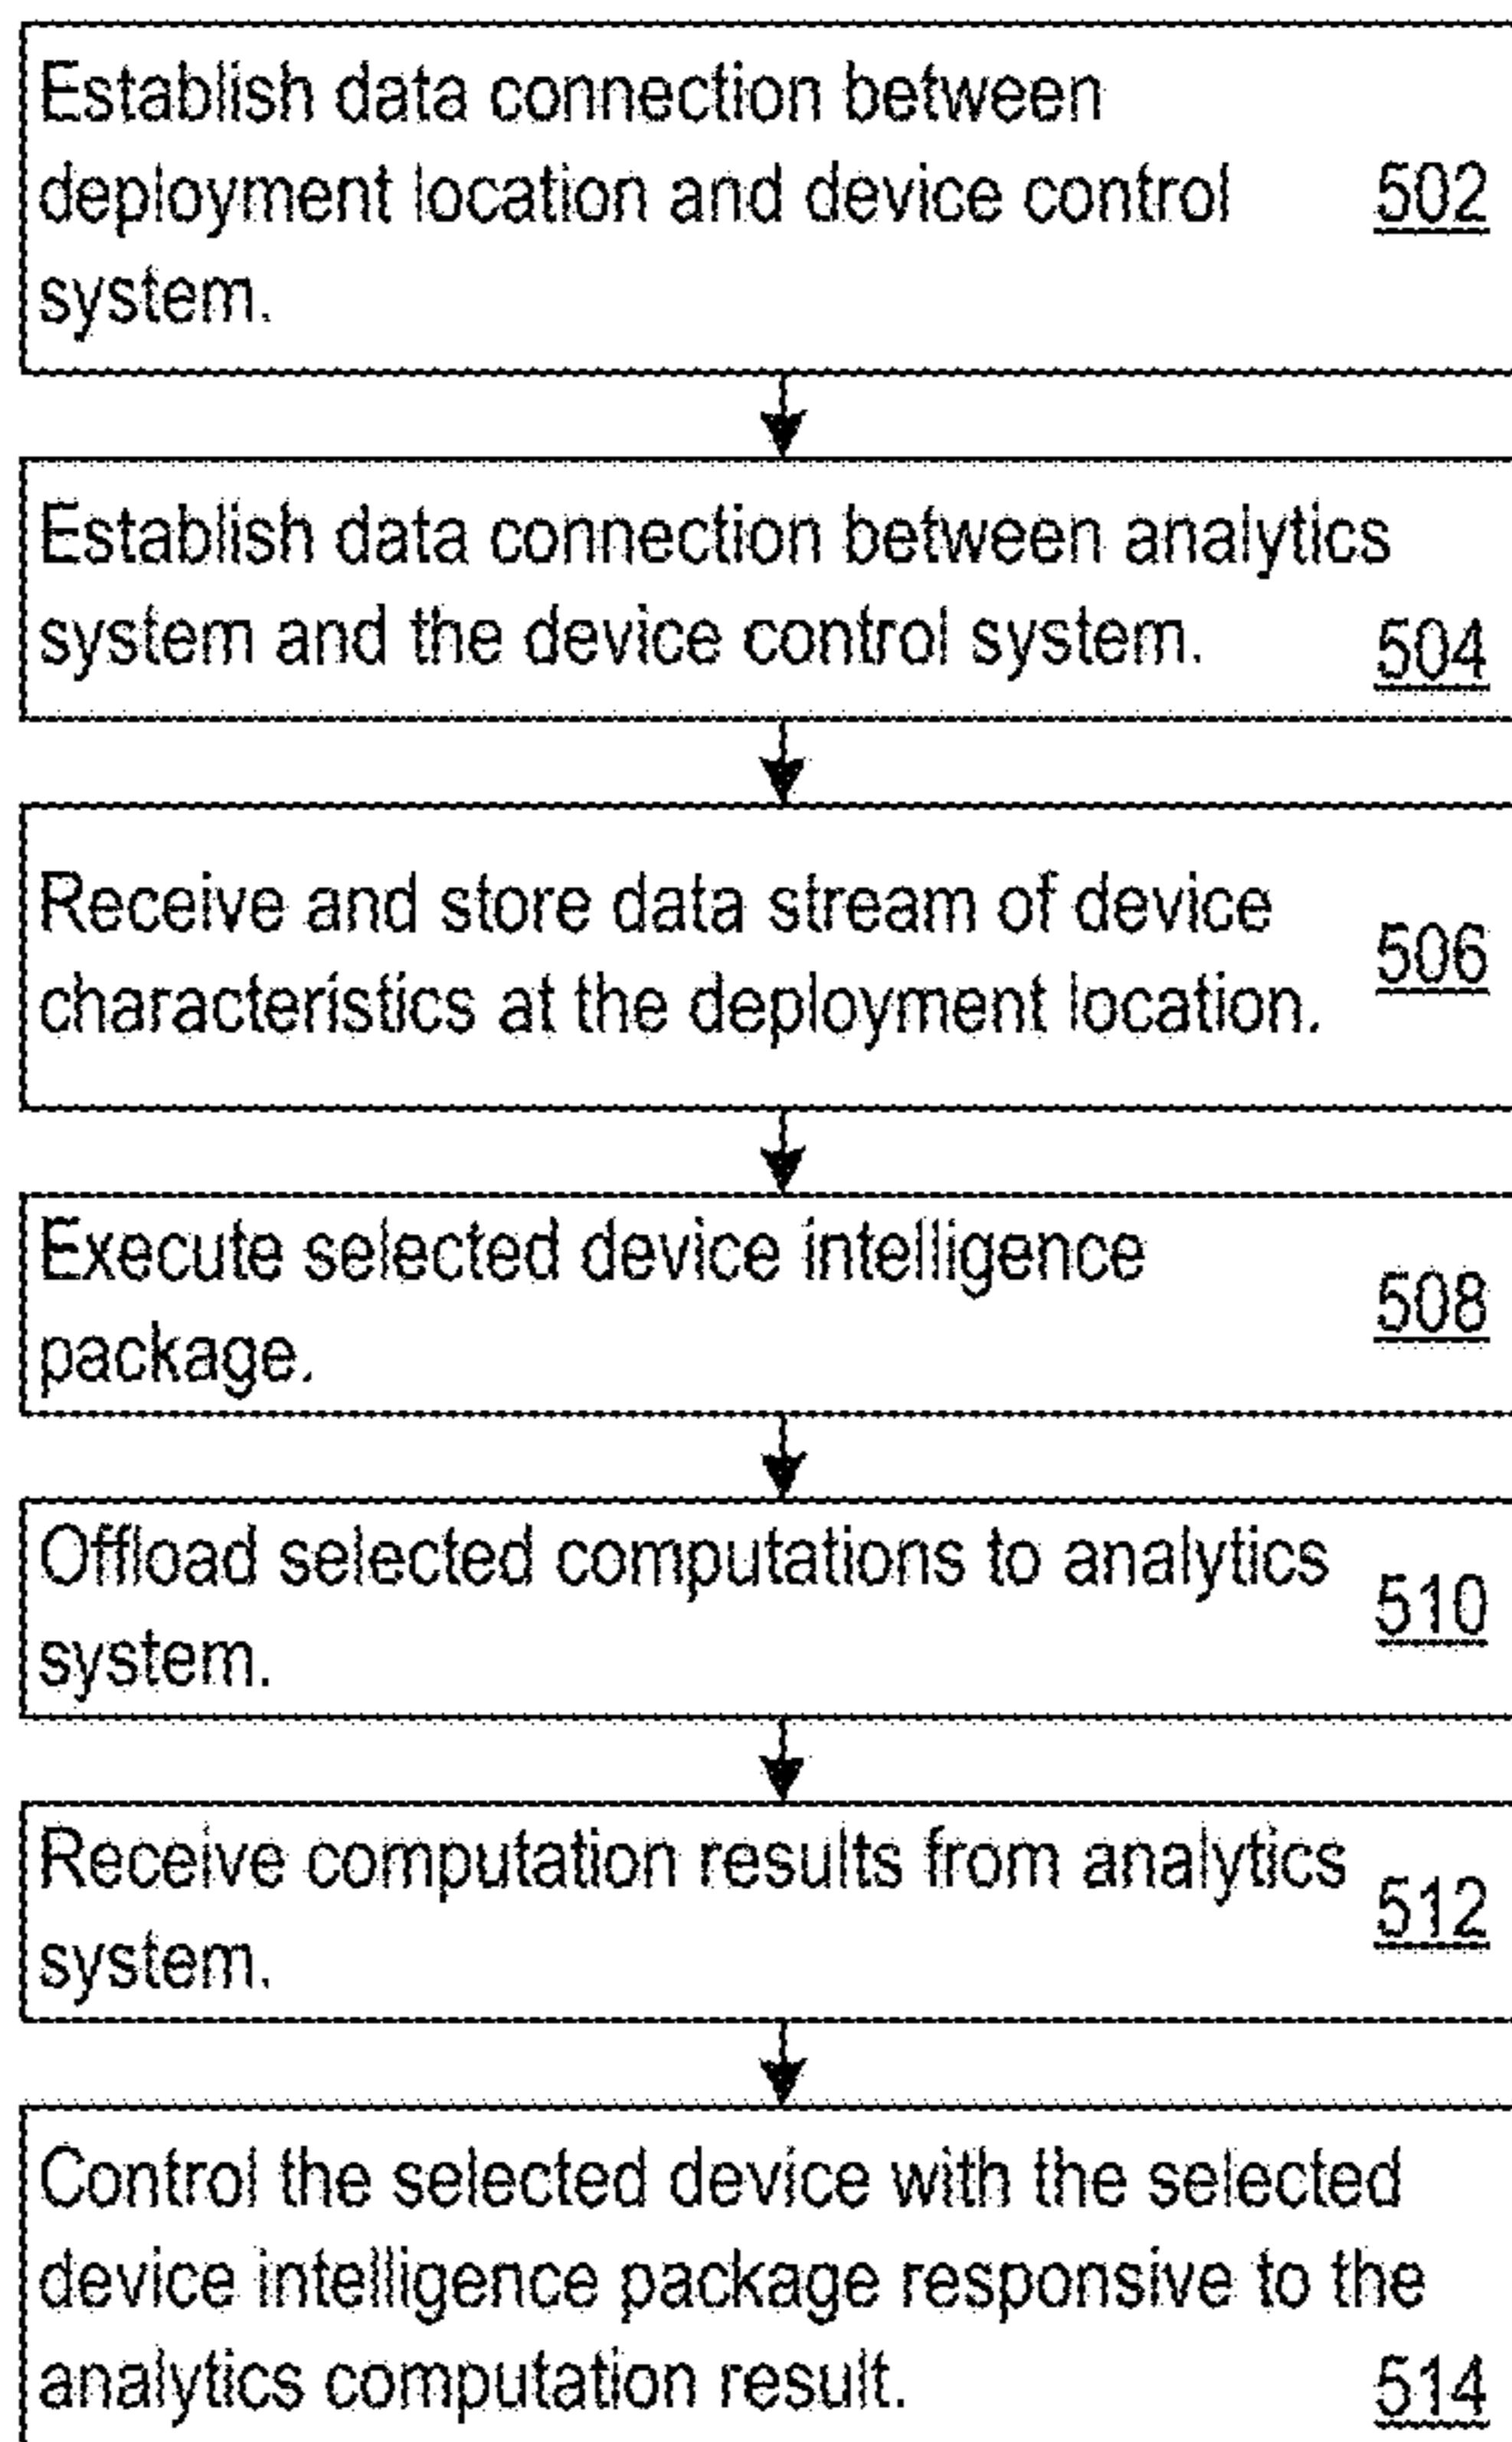 Establish data connection between
deployment location and device control 502
system.
Establish data connection between analytics
system and the device control system. 504
Receive and store data stream of device
characteristics at the deployment location. 506
Execute selected device intelligence
package. 508
Offload selected computations to analytics
system. 510
Receive computation results from analytics
system. 512
Control the selected device with the selected
device intelligence package responsive to the
analytics computation result. 514